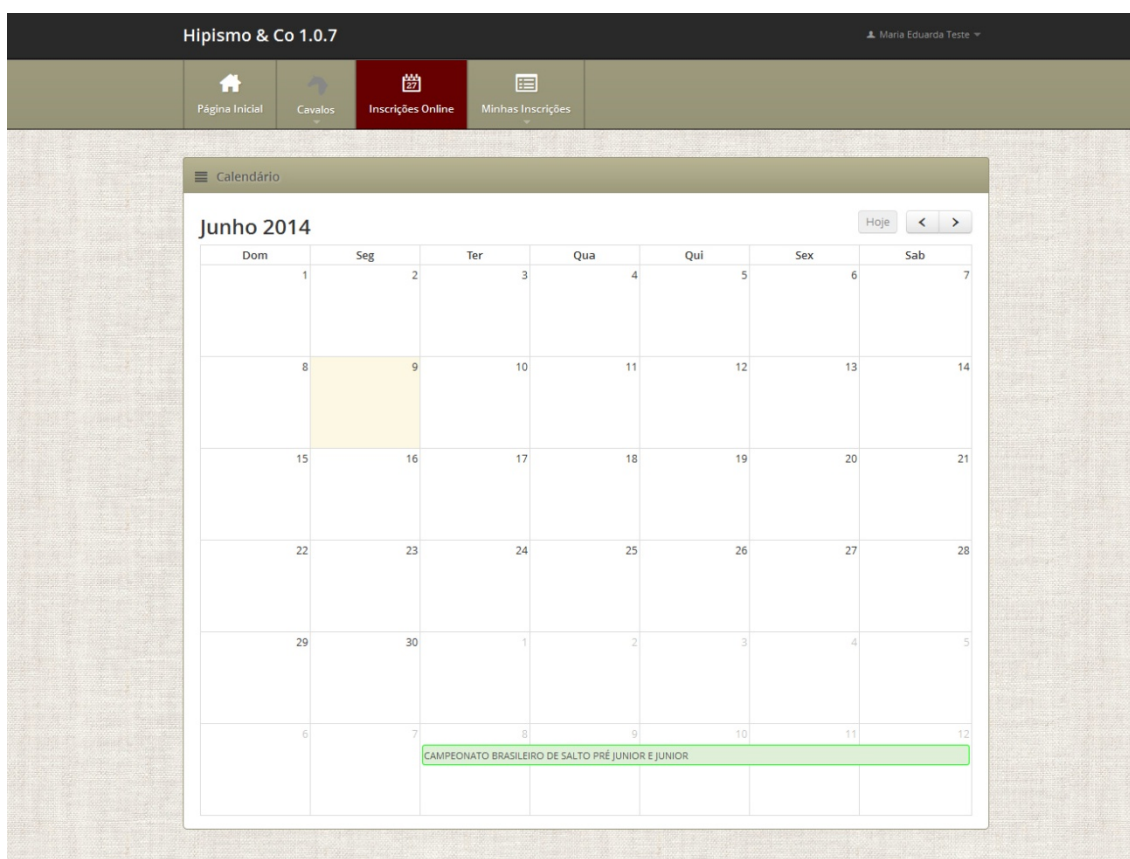 Hipismo & Co 1.0.7
Maria Eduarda Teste
Página Inicial
Cavalos
27
Inscrições Online
Minhas Inscrições
Calendário
Junho 2014
Hoje
Dom Seg Ter Qua Qui Sex Sab
1 2 3 4 5 6 7
8 9 10 11 12 13 14
15 16 17 18 19 20 21
22 23 24 25 26 27 28
29 30 1 2 3 4 5
6 7 8 9 10 11 12
CAMPEONATO BRASILEIRO DE SALTO PRÉ JUNIOR E JUNIOR